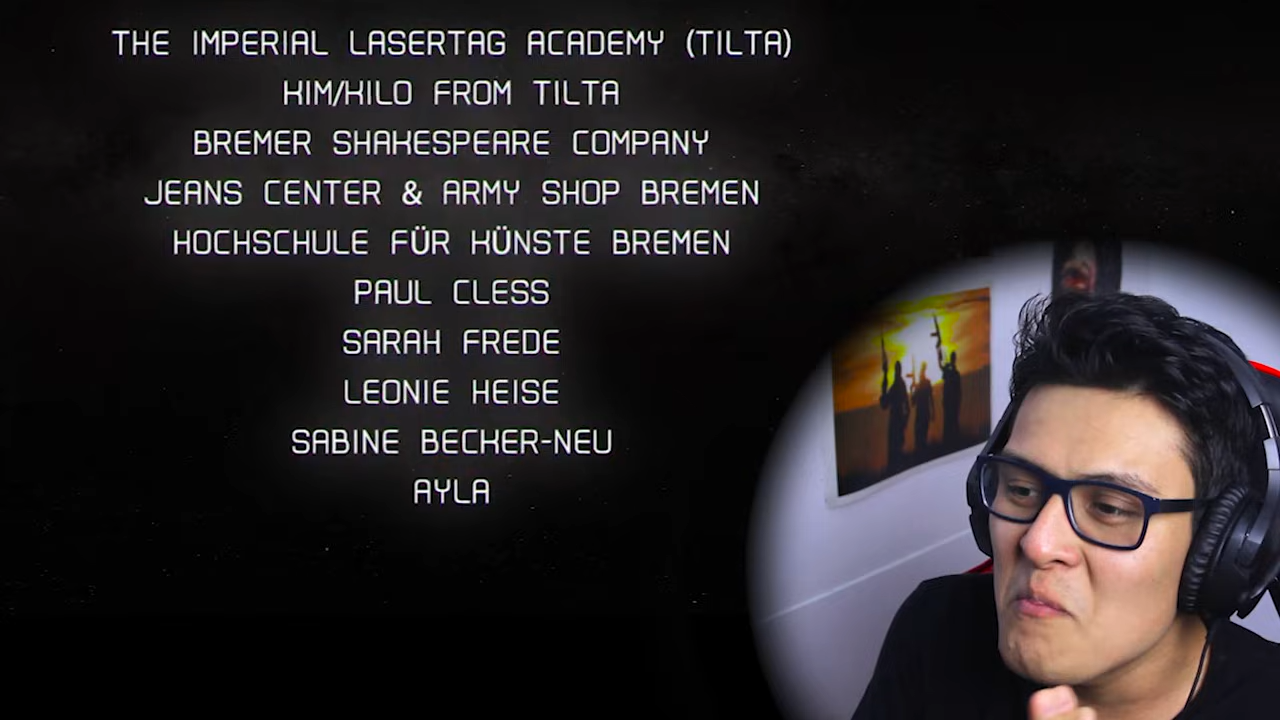 THE IMPERIAL LASERTAG ACADEMY (TILTA)
KIM/KILO FROM TILTA
BREMER SHAKESPEARE COMPANY
JEANS CENTER & ARMY SHOP BREMEN
HOCHSCHULE FÜR KÜNSTE BREMEN
PAUL CLESS
SARAH FREDE
LEONIE HEISE
SABINE BECKER-NEU
AYLA